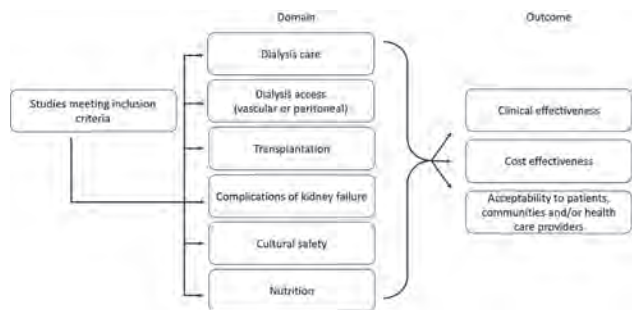 Domain
Outcome
Studies meeting inclusion
criteria
Dialysis care
Dialysis access
(vascular or peritoneal)
Transplantation
Complications of kidney failure
Cultural safety
Nutrition
Clinical effectiveness
Cost effectiveness
Acceptability to patients,
communities and/or health
care providers